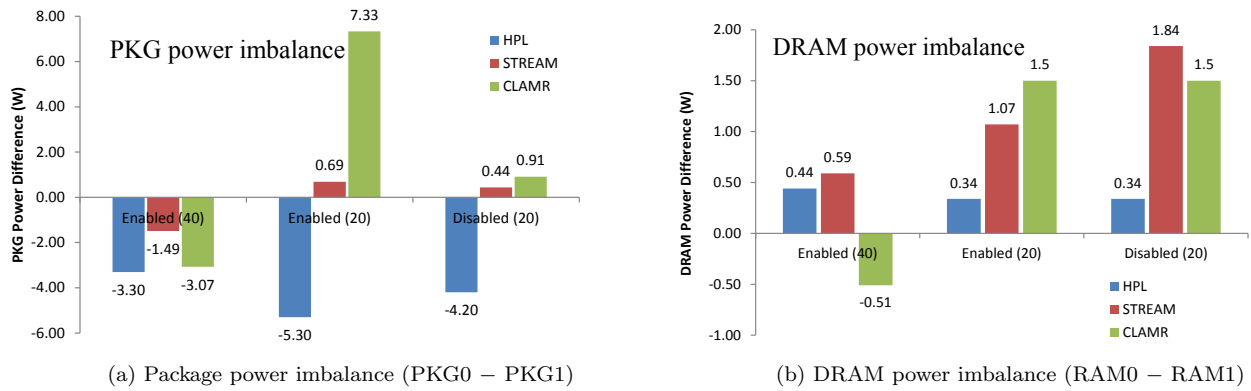 8.00
6.00
4.00
2.00
0.00
-2.00
-4.00
-6.00
PKG Power Difference (W)
PKG power imbalance
HPL
STREAM
CLAMR
7.33
0.69
0.44
0.91
Enabled (40)
Enabled (20)
Disabled (20)
-1.49
-3.30
-3.07
-5.30
-4.20
(a) Package power imbalance (PKG0 − PKG1)
2.00
1.50
1.00
0.50
0.00
-0.50
-1.00
DRAM Power Difference (W)
DRAM power imbalance
1.84
1.5
1.5
1.07
0.44
0.59
0.34
0.34
Enabled (40)
Enabled (20)
Disabled (20)
-0.51
HPL
STREAM
CLAMR
(b) DRAM power imbalance (RAM0 − RAM1)